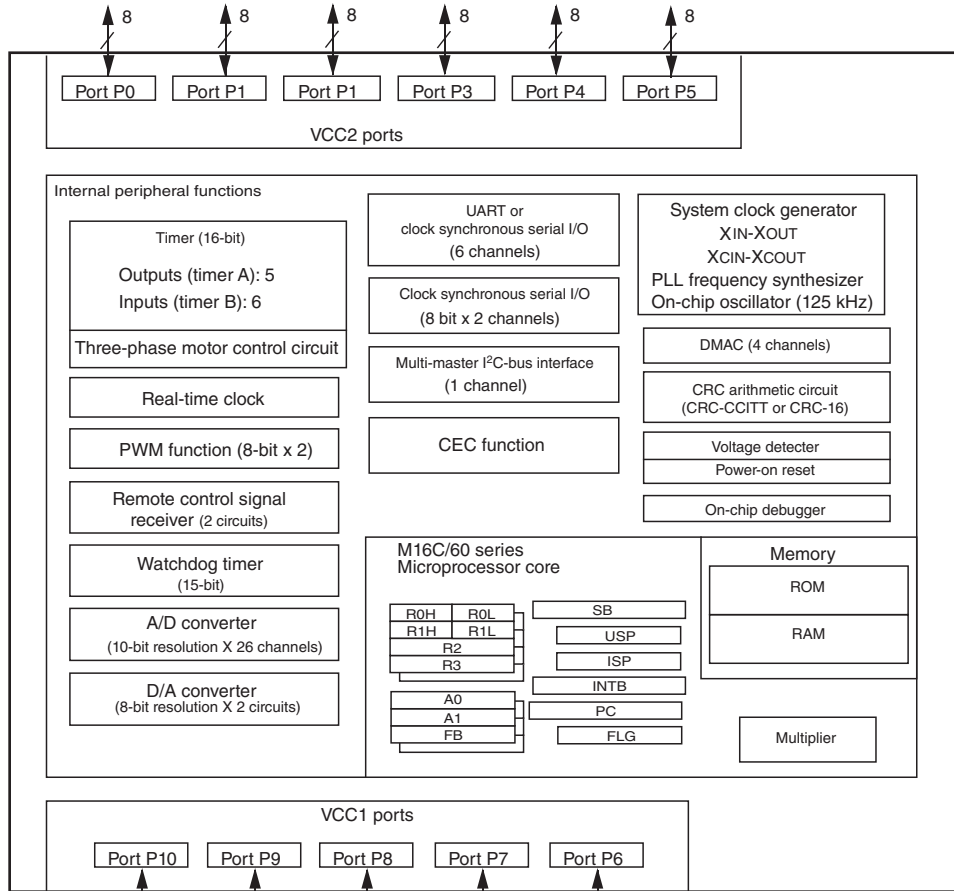 8 8 8 8 8 8
Port P0 Port P1 Port P1 Port P3 Port P4 Port P5
VCC2 ports
Internal peripheral functions
Timer (16-bit)
Outputs (timer A): 5
Inputs (timer B): 6
Three-phase motor control circuit
Real-time clock
PWM function (8-bit x 2)
Remote control signal
receiver (2 circuits)
Watchdog timer
(15-bit)
A/D converter
(10-bit resolution X 26 channels)
D/A converter
(8-bit resolution X 2 circuits)
UART or
clock synchronous serial I/O
(6 channels)
Clock synchronous serial I/O
(8 bit x 2 channels)
Multi-master I²C-bus interface
(1 channel)
CEC function
System clock generator
XIN-XOUT
XCIN-XCOUT
PLL frequency synthesizer
On-chip oscillator (125 kHz)
DMAC (4 channels)
CRC arithmetic circuit
(CRC-CCITT or CRC-16)
Voltage detecter
Power-on reset
On-chip debugger
M16C/60 series
Microprocessor core
R0H R0L
R1H R1L
R2
R3
A0
A1
FB
SB
USP
ISP
INTB
PC
FLG
Memory
ROM
RAM
Multiplier
VCC1 ports
Port P10 Port P9 Port P8 Port P7 Port P6